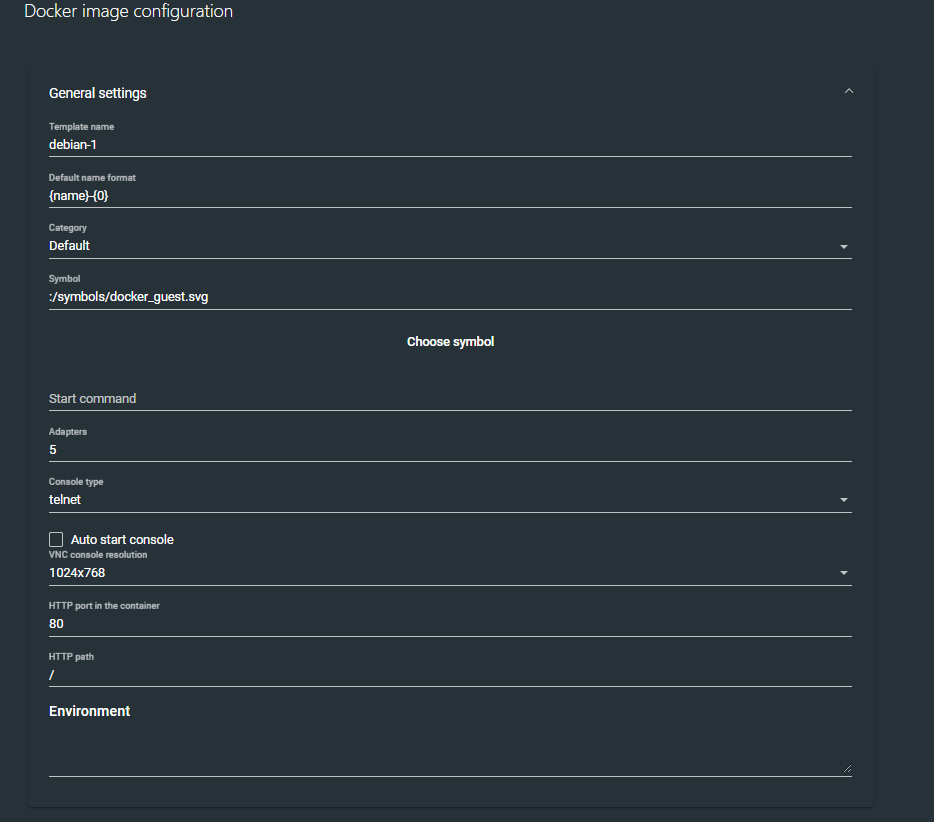 Docker image configuration
General settings
Template name
debian-1
Default name format
{name}-{0}
Category
Default
Symbol
:/symbols/docker_guest.svg
Choose symbol
Start command
Adapters
5
Console type
telnet
Auto start console
VNC console resolution
1024x768
HTTP port in the container
80
HTTP path
/
Environment